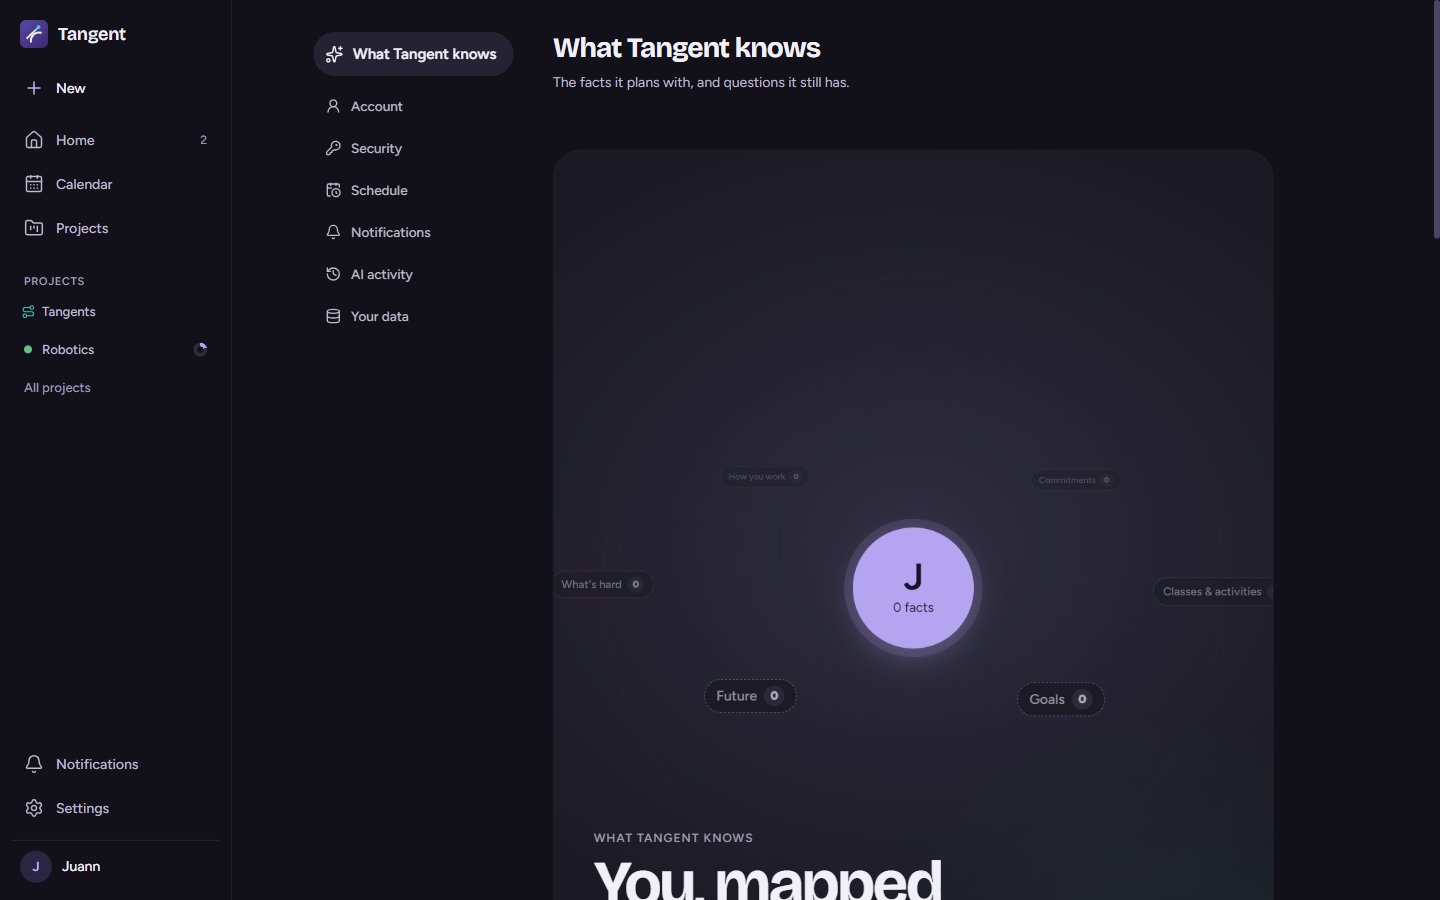 Tangent
New
Home 2
Calendar
Projects
PROJECTS
Tangents
Robotics
All projects
Notifications
Settings
J Juann
What Tangent knows
Account
Security
Schedule
Notifications
AI activity
Your data
What Tangent knows
The facts it plans with, and questions it still has.
How you work 0
Commitments 0
What's hard 0
J
0 facts
Classes & activities
Future 0
Goals 0
WHAT TANGENT KNOWS
You, mapped